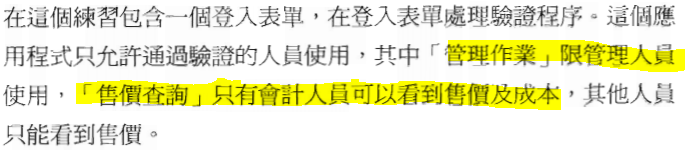 在這個練習包含一個登入表單，在登入表單處理驗證程序。這個應
用程式只允許通過驗證的人員使用，其中「管理作業」限管理人員
使用，「售價查詢」只有會計人員可以看到售價及成本，其他人員
只能看到售價。